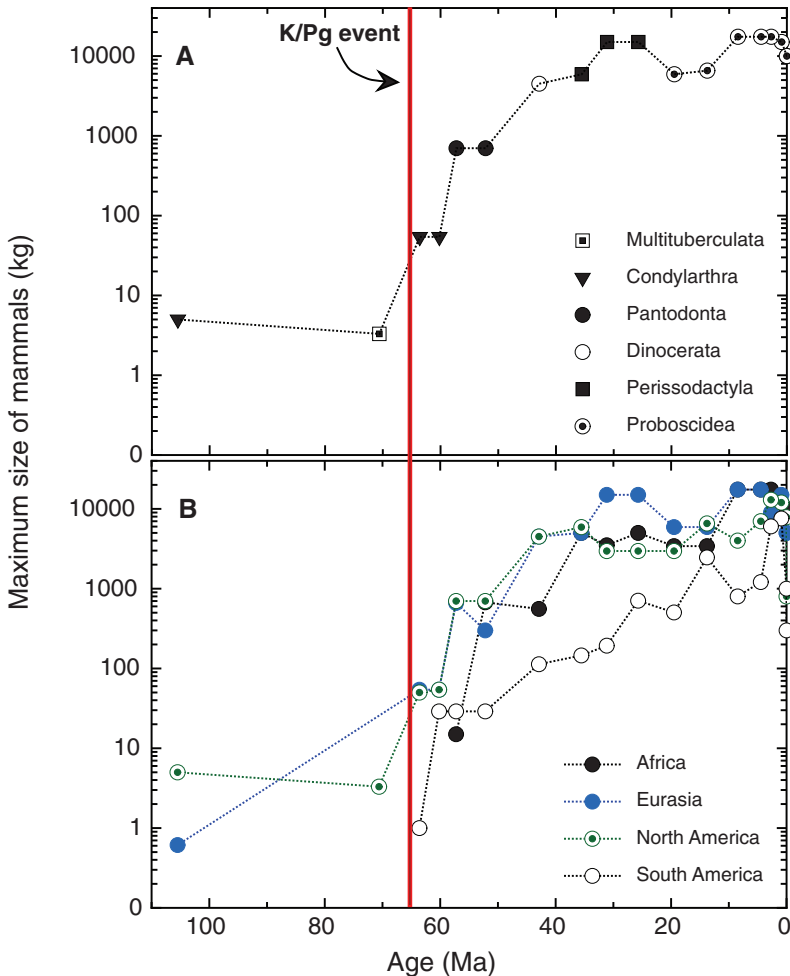 Maximum size of mammals (kg)
A
K/Pg event
10000
1000
100
10
1
0
Multituberculata
Condylarthra
Pantodonta
Dinocerata
Perissodactyla
Proboscidea
B
10000
1000
100
10
1
0
Africa
Eurasia
North America
South America
100 80 60 40 20 0
Age (Ma)